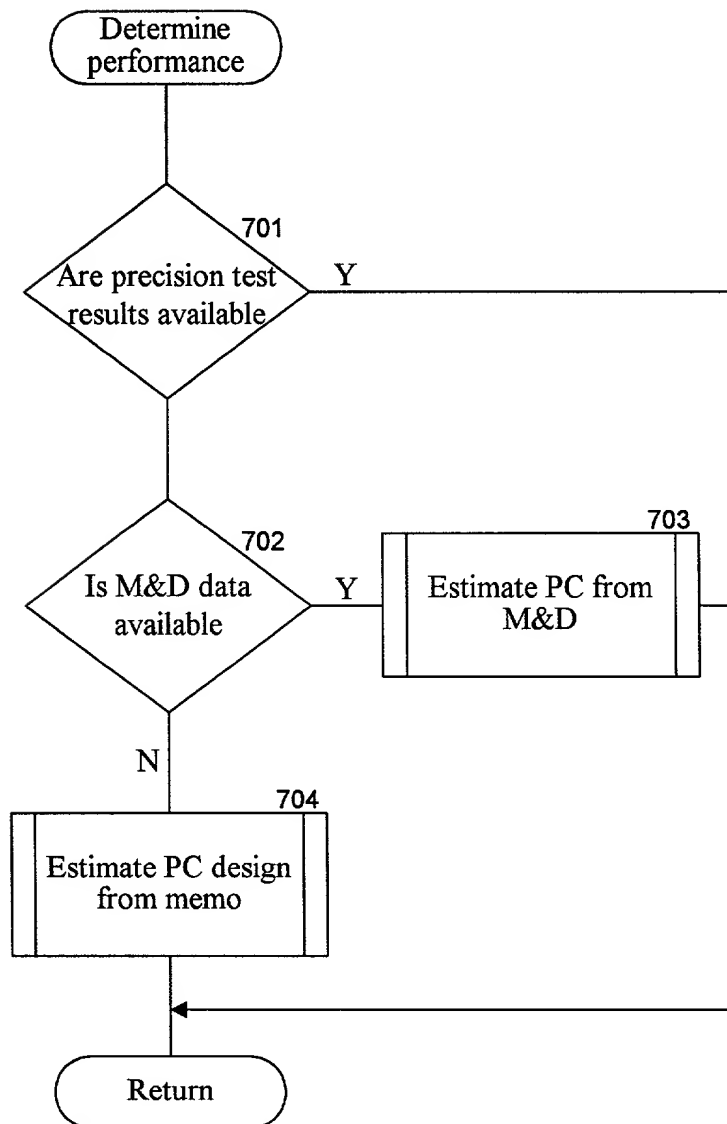 Determine
performance
701
Are precision test
results available
Y
702
Is M&D data
available
Y
703
Estimate PC from
M&D
N
704
Estimate PC design
from memo
Return